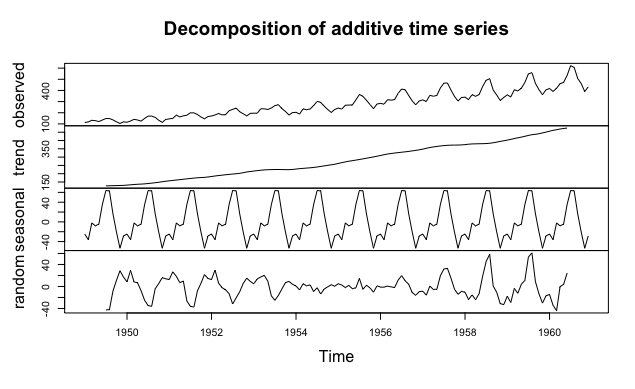 Decomposition of additive time series
observed
400
100
trend
350
150
seasonal
40
0
-40
random
40
0
-40
1950 1952 1954 1956 1958 1960
Time